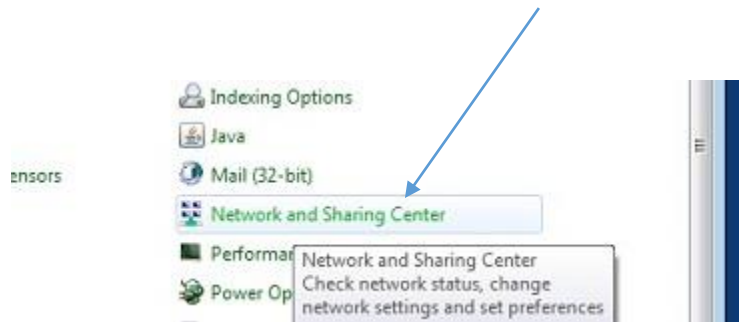 Indexing Options
Java
ensors
Mail (32-bit)
Network and Sharing Center
Performan
Network and Sharing Center
Power Op
Check network status, change
network settings and set preferences